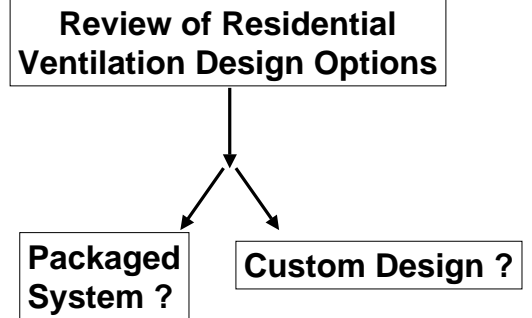 Review of Residential
Ventilation Design Options
Packaged
System ?
Custom Design ?